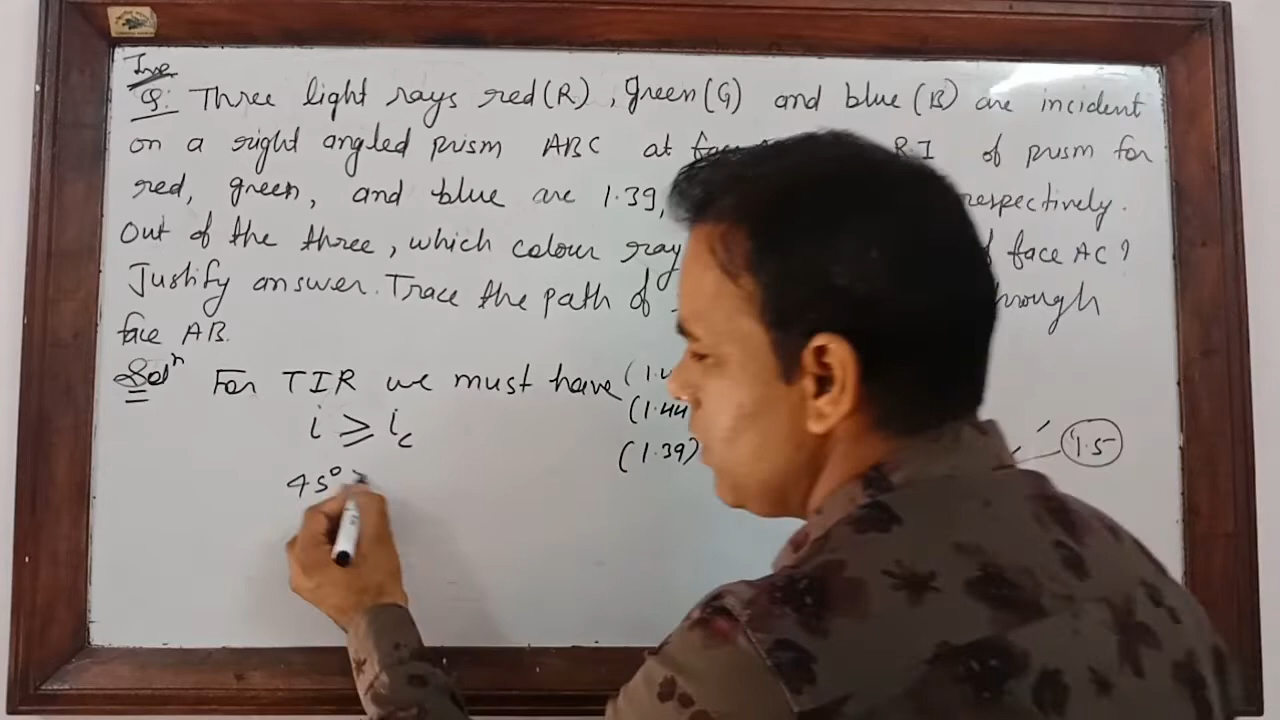 Imp
Q: Three light rays red (R), green (G) and blue (B) are incident
on a right angled prism ABC at face RI of prism for
red, green, and blue are 1.39, respectively.
Out of the three, which colour ray of face AC?
Justify answer. Trace the path of through
face AB.
Solⁿ For TIR we must have
(1.44
(1.39)
i ≥ i_c
45°
1.5